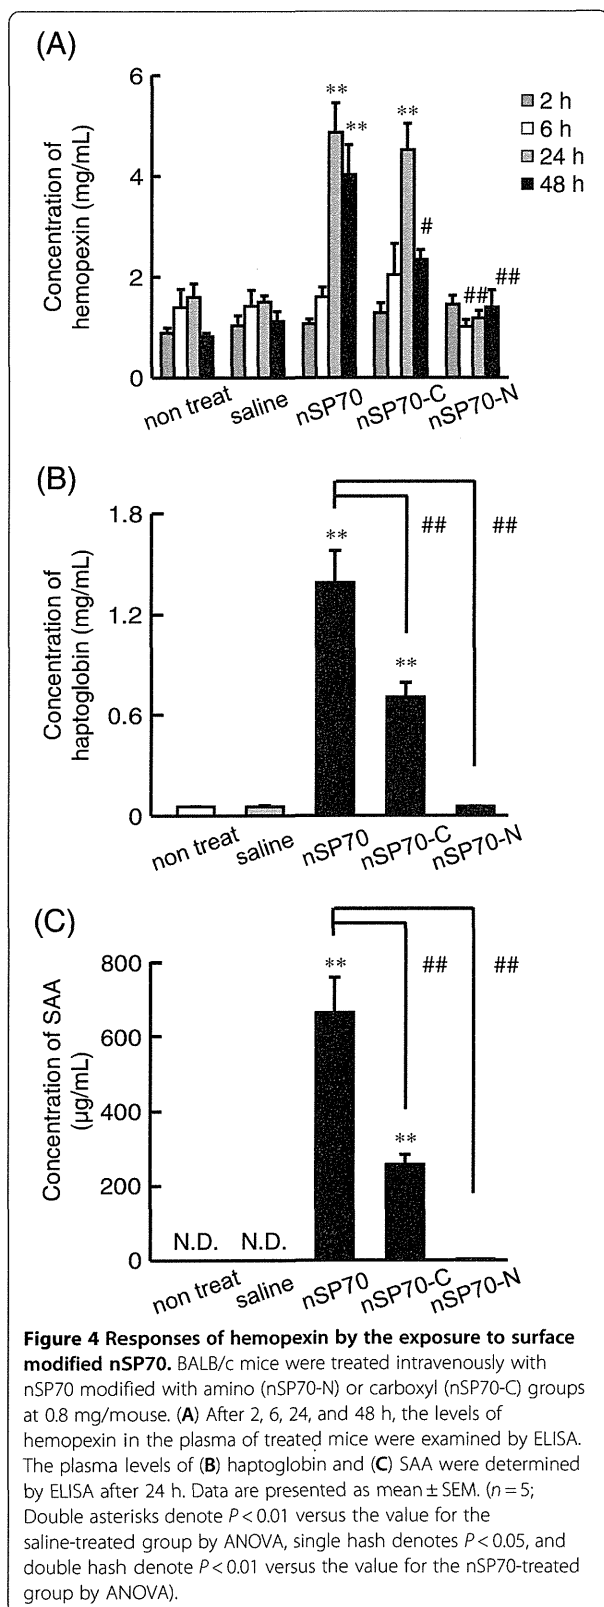 (A)
6
4
2
0
Concentration of
hemopexin (mg/mL)
** ** ** # ## ##
2 h
6 h
24 h
48 h
non treat saline nSP70 nSP70-C nSP70-N
(B)
1.8
1.2
0.6
0
Concentration of
haptoglobin (mg/mL)
** ## ##
**
non treat saline nSP70 nSP70-C nSP70-N
(C)
800
600
400
200
0
Concentration of SAA
(µg/mL)
** ## ##
**
N.D. N.D.
non treat saline nSP70 nSP70-C nSP70-N
Figure 4 Responses of hemopexin by the exposure to surface
modified nSP70. BALB/c mice were treated intravenously with
nSP70 modified with amino (nSP70-N) or carboxyl (nSP70-C) groups
at 0.8 mg/mouse. (A) After 2, 6, 24, and 48 h, the levels of
hemopexin in the plasma of treated mice were examined by ELISA.
The plasma levels of (B) haptoglobin and (C) SAA were determined
by ELISA after 24 h. Data are presented as mean ± SEM. (n = 5;
Double asterisks denote P < 0.01 versus the value for the
saline-treated group by ANOVA, single hash denotes P < 0.05, and
double hash denote P < 0.01 versus the value for the nSP70-treated
group by ANOVA).